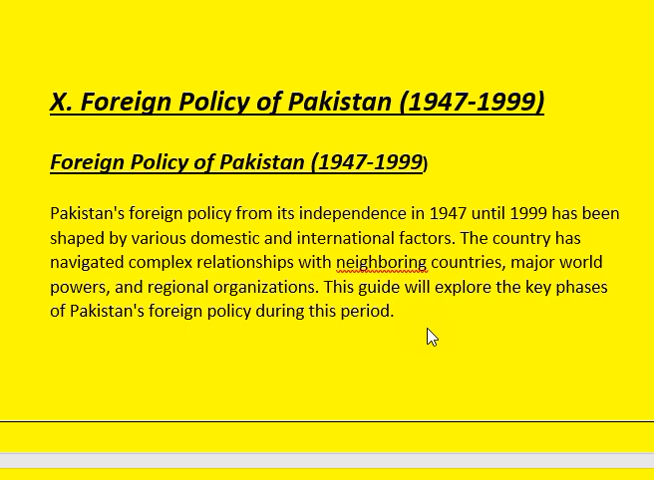 X. Foreign Policy of Pakistan (1947-1999)
Foreign Policy of Pakistan (1947-1999)
Pakistan's foreign policy from its independence in 1947 until 1999 has been
shaped by various domestic and international factors. The country has
navigated complex relationships with neighboring countries, major world
powers, and regional organizations. This guide will explore the key phases
of Pakistan's foreign policy during this period.